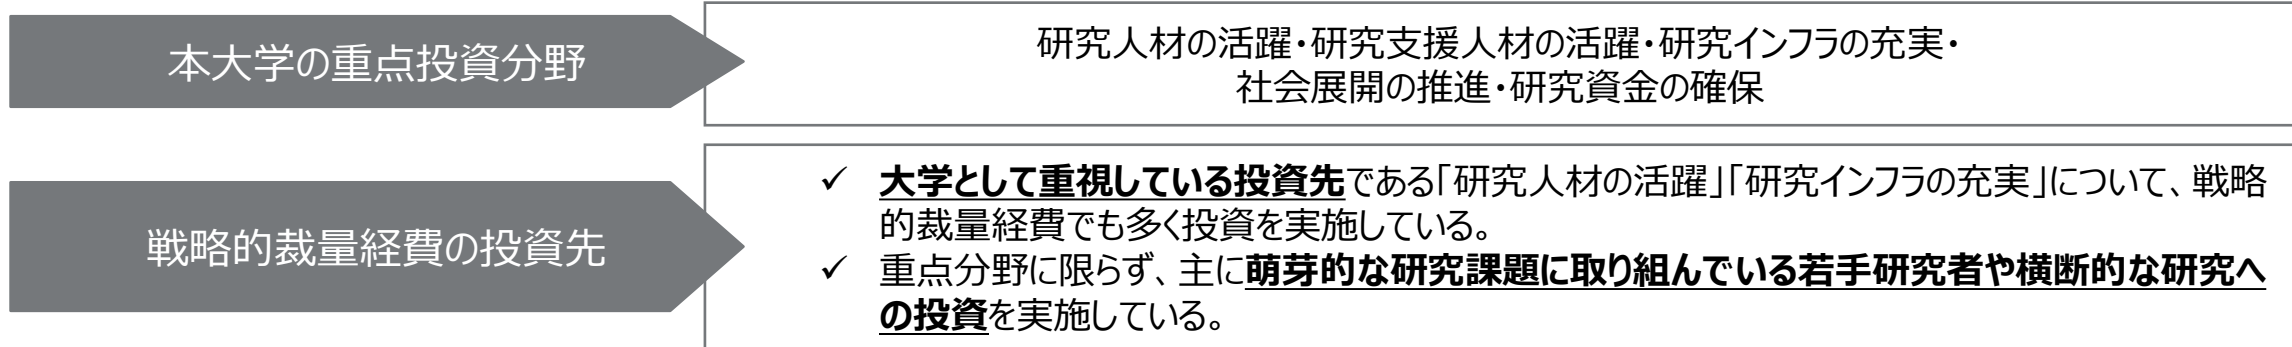 本大学の重点投資分野
研究人材の活躍・研究支援人材の活躍・研究インフラの充実・
社会展開の推進・研究資金の確保
戦略的裁量経費の投資先
✓ 大学として重視している投資先である「研究人材の活躍」「研究インフラの充実」について、戦略
的裁量経費でも多く投資を実施している。
✓ 重点分野に限らず、主に萌芽的な研究課題に取り組んでいる若手研究者や横断的な研究へ
の投資を実施している。